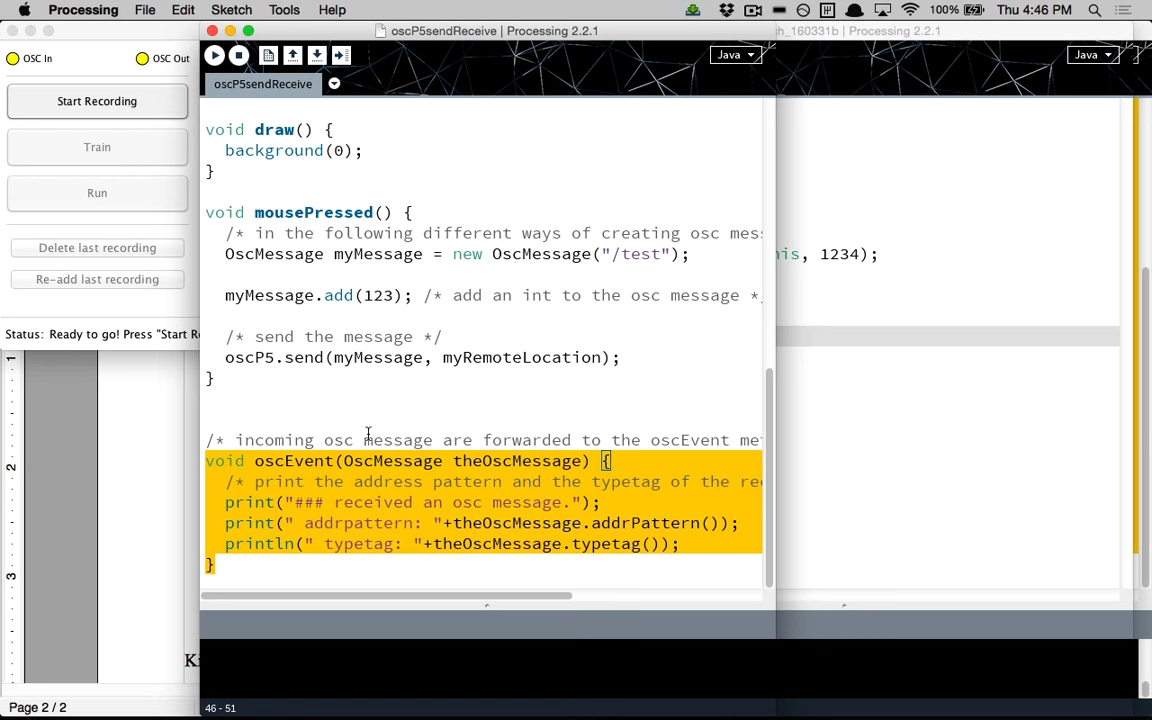 Processing File Edit Sketch Tools Help 100% Thu 4:46 PM
oscP5sendReceive | Processing 2.2.1
h_160331b | Processing 2.2.1
OSC In OSC Out
Java
Java
oscP5sendReceive
Start Recording
Train
Run
Delete last recording
Re-add last recording
Status: Ready to go! Press "Start R
void draw() {
background(0);
}
void mousePressed() {
/* in the following different ways of creating osc mes
OscMessage myMessage = new OscMessage("/test");
his, 1234);
myMessage.add(123); /* add an int to the osc message *
/* send the message */
oscP5.send(myMessage, myRemoteLocation);
}
/* incoming osc message are forwarded to the oscEvent me
void oscEvent(OscMessage theOscMessage) {
/* print the address pattern and the typetag of the re
print("### received an osc message.");
print(" addrpattern: "+theOscMessage.addrPattern());
println(" typetag: "+theOscMessage.typetag());
}
1
2
3
Ki
Page 2 / 2
46 - 51